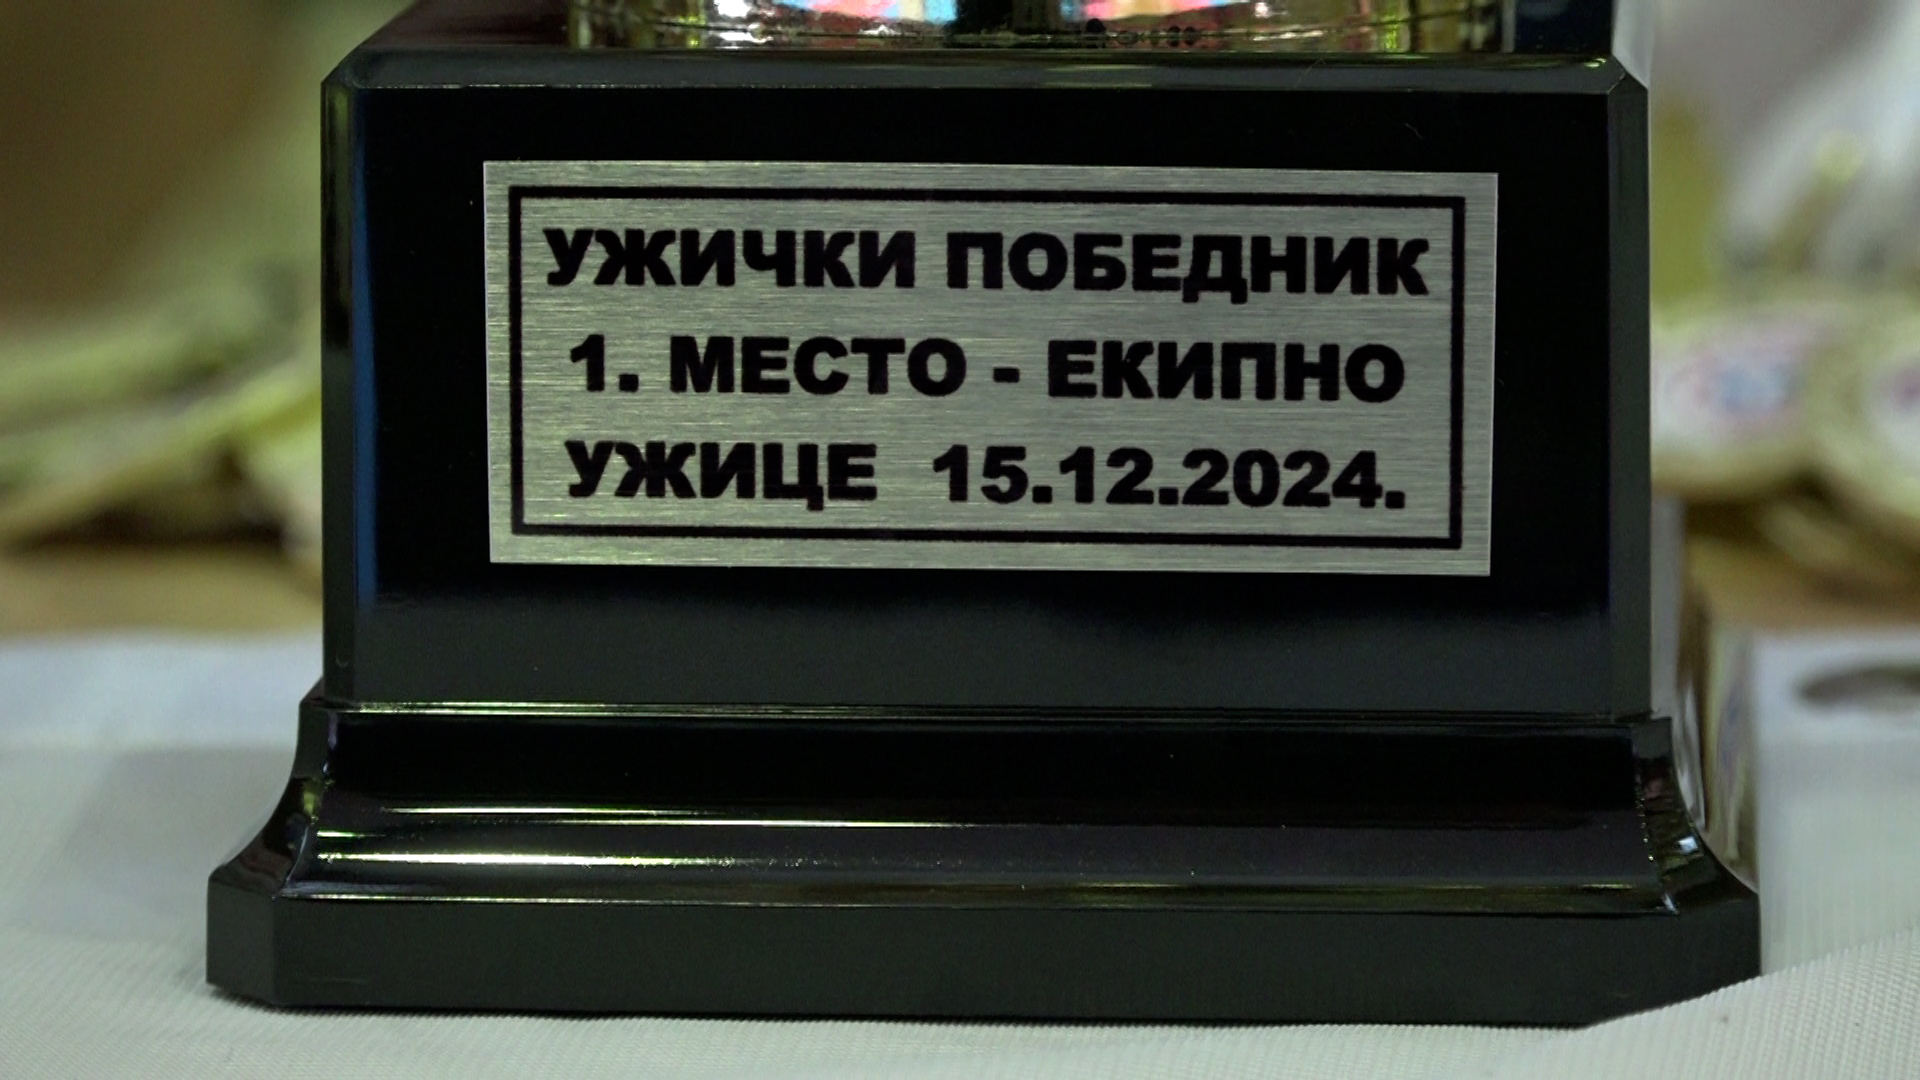 УЖИЧКИ ПОБЕДНИК
1. МЕСТО - ЕКИПНО
УЖИЦЕ 15.12.2024.